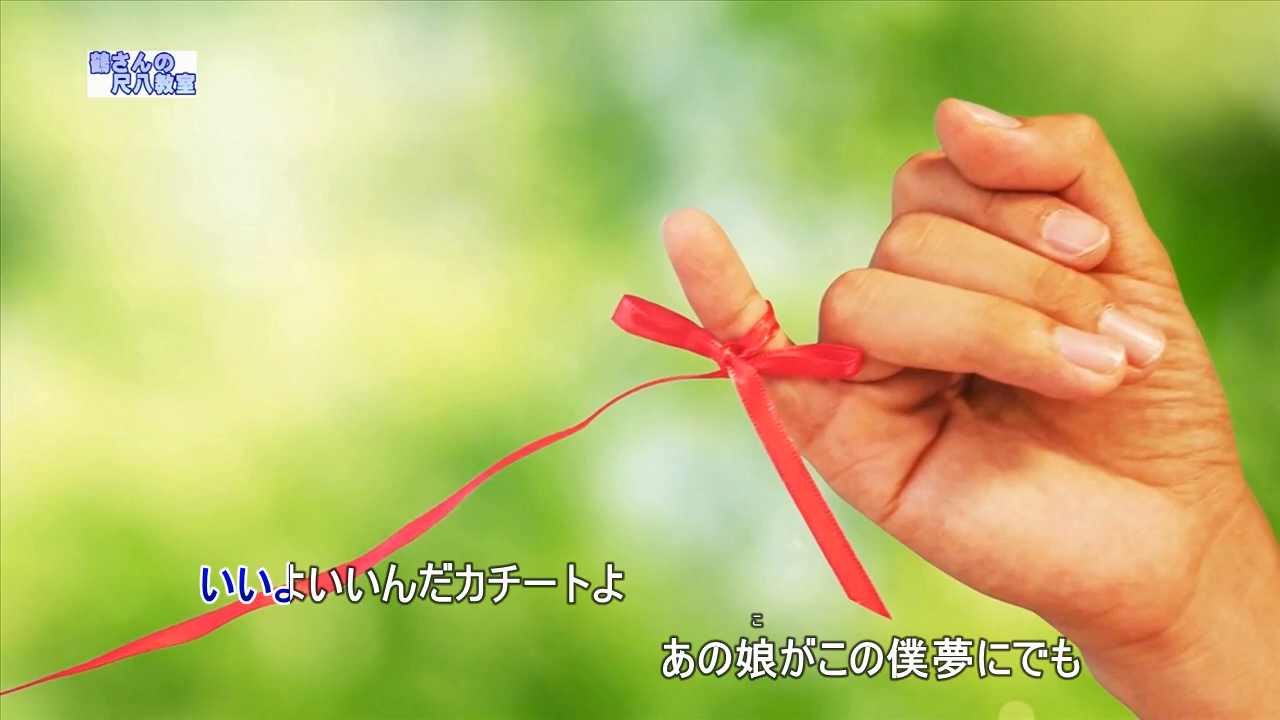 鶴さんの
尺八教室
いいよいいんだカチートよ
こ
あの娘がこの僕夢にでも